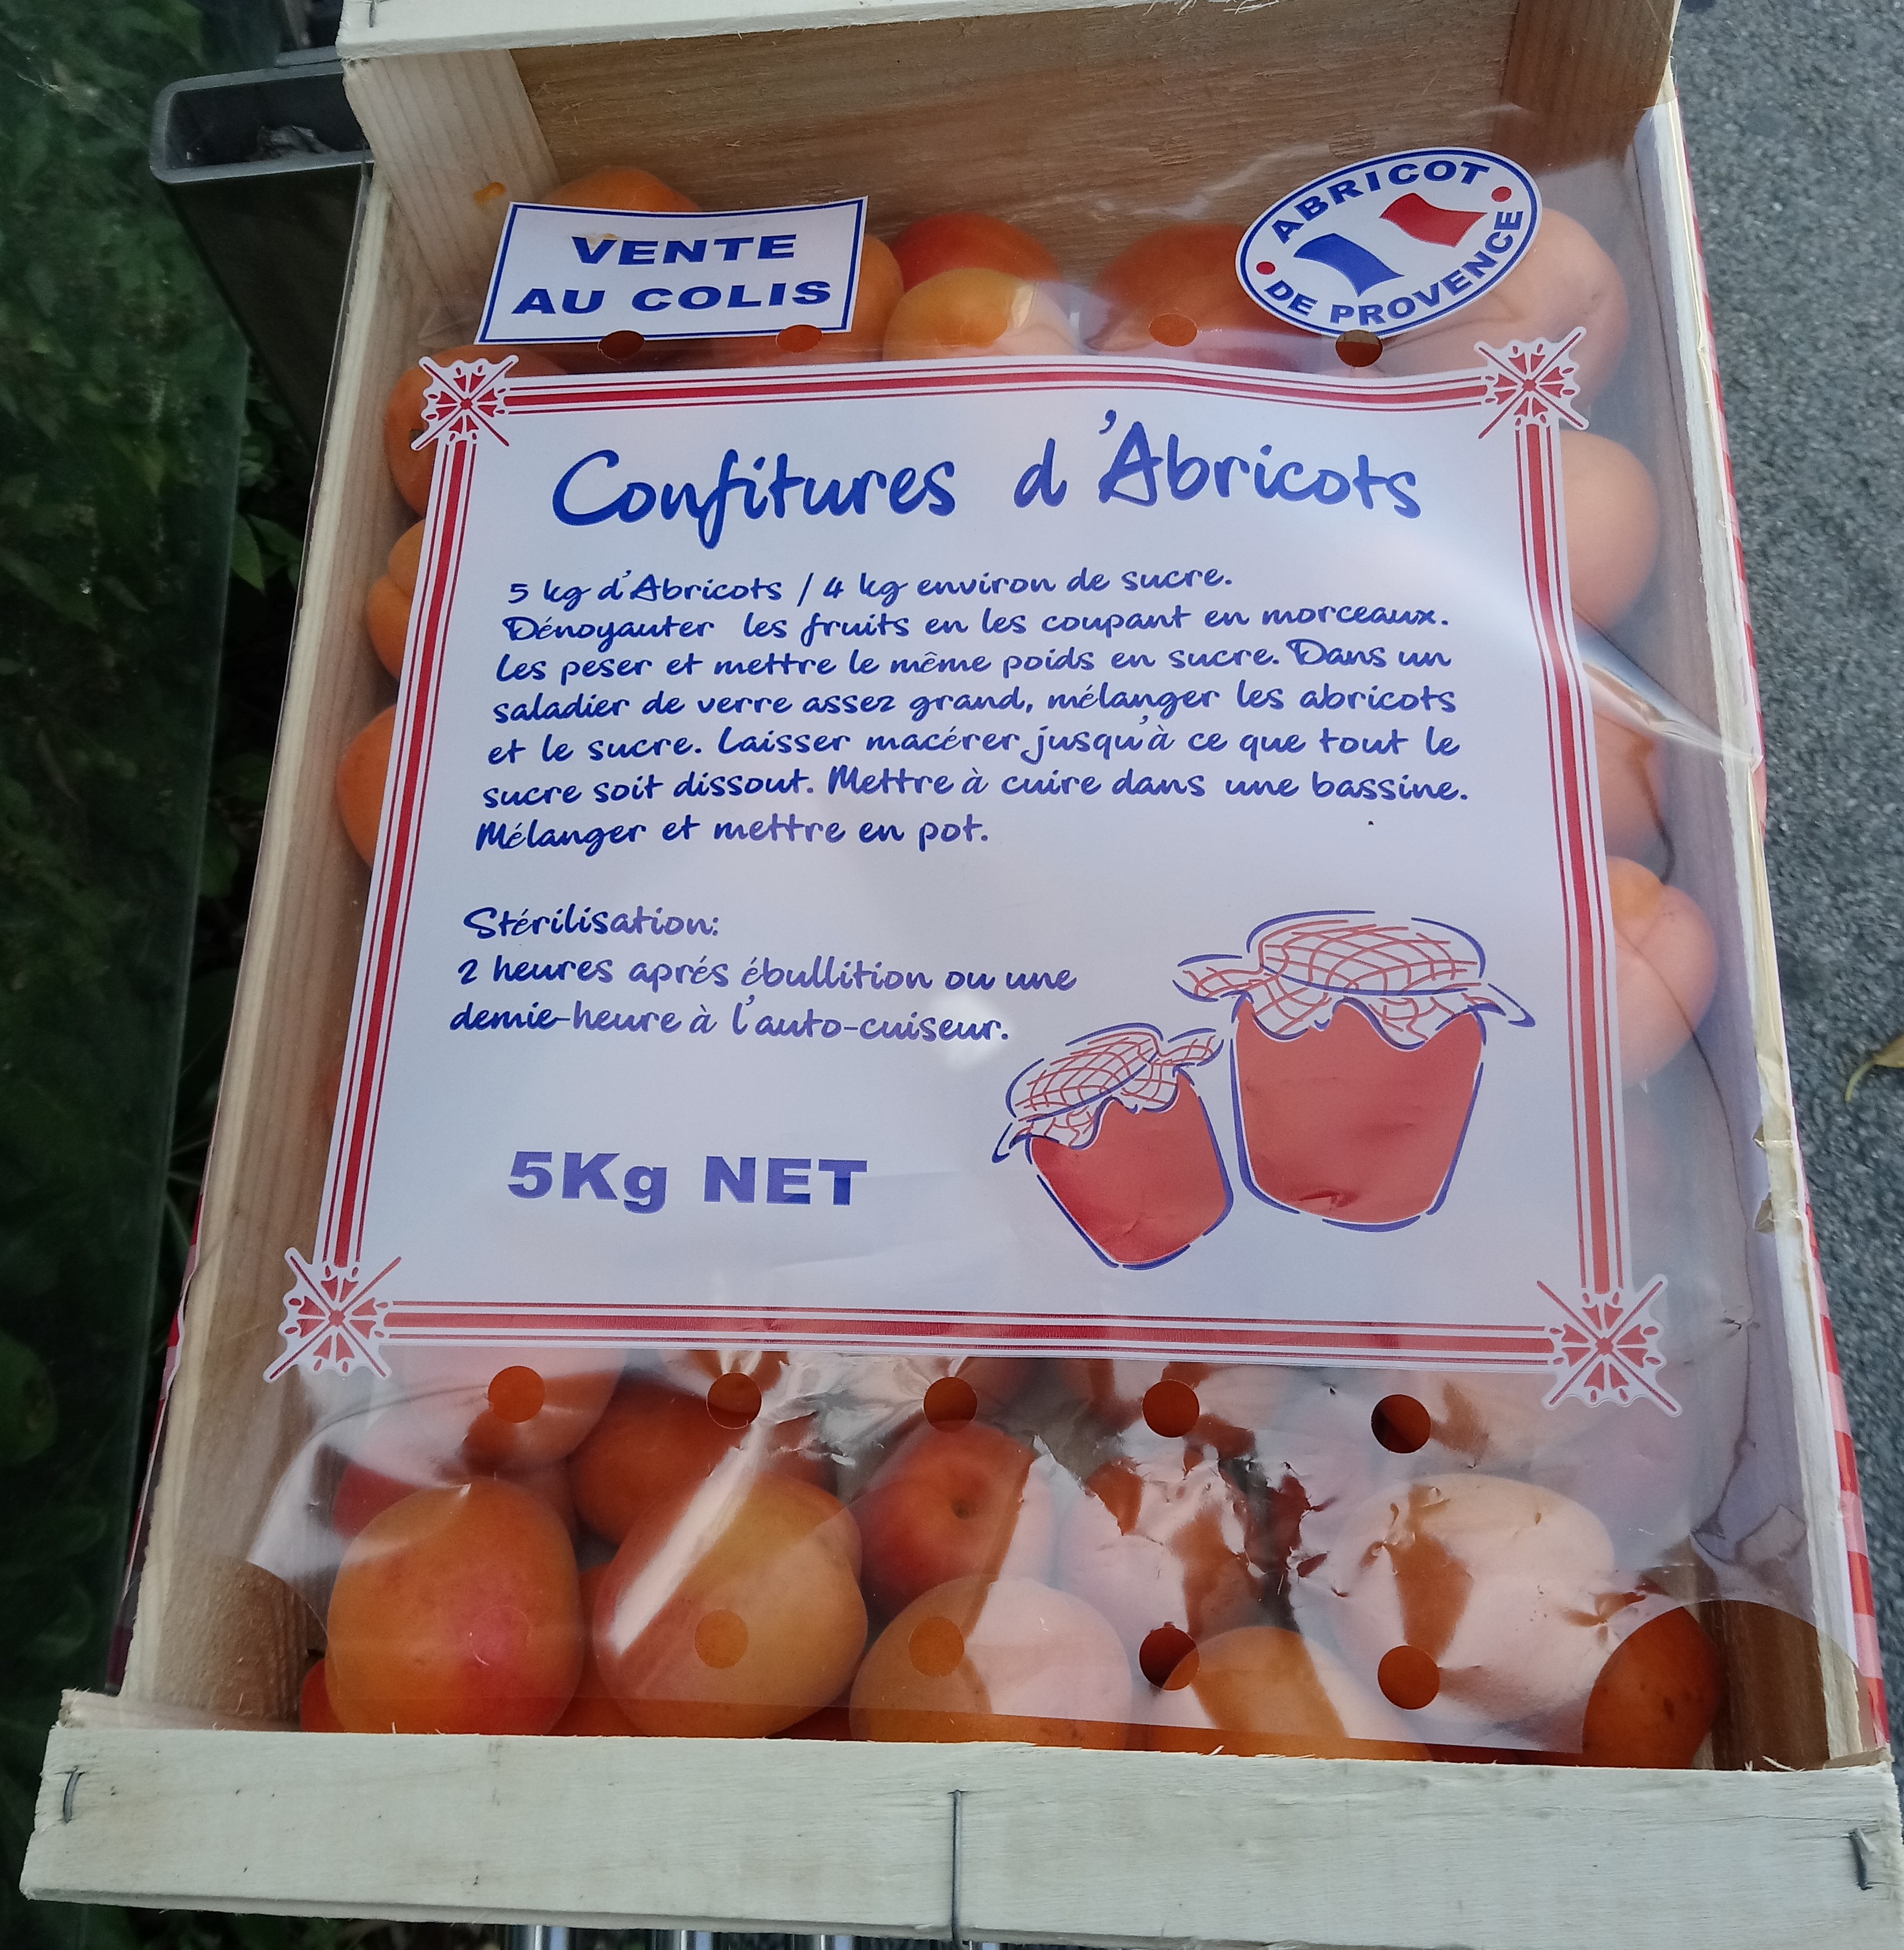 VENTE
AU COLIS
ABRICOT
DE PROVENCE
Confitures d'Abricots
5 kg d'Abricots / 4 kg environ de sucre.
Dénoyauter les fruits en les coupant en morceaux.
Les peser et mettre le même poids en sucre. Dans un
saladier de verre assez grand, mélanger les abricots
et le sucre. Laisser macérer jusqu'à ce que tout le
sucre soit dissout. Mettre à cuire dans une bassine.
Mélanger et mettre en pot.
Stérilisation:
2 heures aprés ébullition ou une
demie-heure à l'auto-cuiseur.
5Kg NET